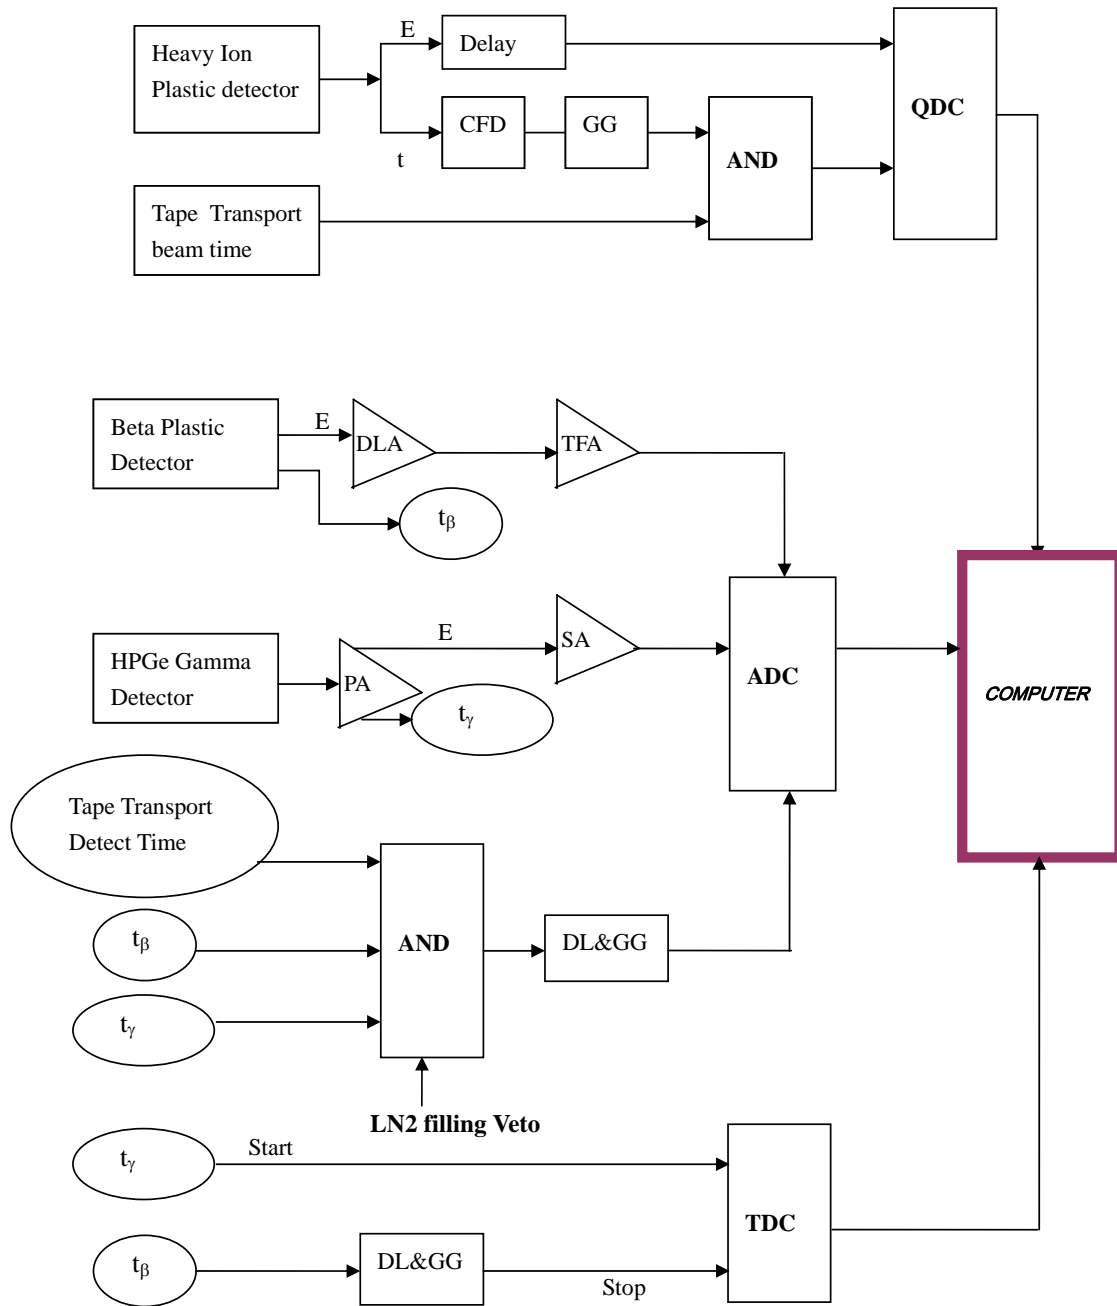 Heavy Ion
Plastic detector
E
Delay
QDC
CFD
GG
AND
t
Tape Transport
beam time
Beta Plastic
Detector
E
DLA
TFA
tβ
HPGe Gamma
Detector
PA
E
SA
tγ
ADC
COMPUTER
Tape Transport
Detect Time
tβ
tγ
AND
DL&GG
LN2 filling Veto
tγ
Start
TDC
tβ
DL&GG
Stop